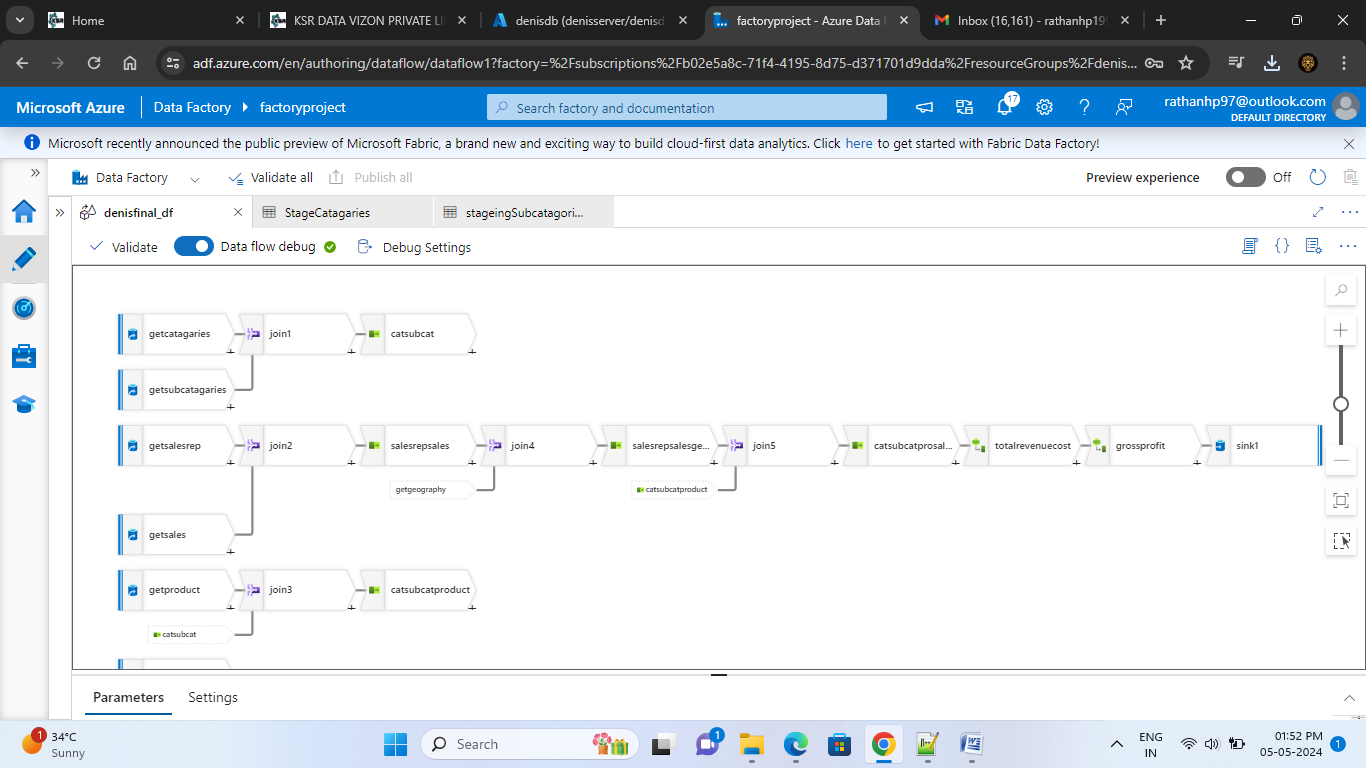 Home
KSR DATA VIZON PRIVATE LI
denisdb (denisserver/denisd
factoryproject - Azure Data F
Inbox (16,161) - rathanhp199
adf.azure.com/en/authoring/dataflow/dataflow1?factory=%2Fsubscriptions%2Fb02e5a8c-71f4-4195-8d75-d371701d9dda%2FresourceGroups%2Fdenis...
Microsoft Azure
Data Factory
factoryproject
Search factory and documentation
17
rathanhp97@outlook.com
DEFAULT DIRECTORY
Microsoft recently announced the public preview of Microsoft Fabric, a brand new and exciting way to build cloud-first data analytics. Click here to get started with Fabric Data Factory!
Data Factory
Validate all
Publish all
Preview experience
Off
denisfinal_df
StageCatagaries
stageingSubcatagori...
Validate
Data flow debug
Debug Settings
getcatagaries
join1
catsubcat
getsubcatagaries
getsalesrep
join2
salesrepsales
join4
salesrepsalesge...
join5
catsubcatprosal...
totalrevenuecost
grossprofit
sink1
getgeography
catsubcatproduct
getsales
getproduct
join3
catsubcatproduct
catsubcat
Parameters
Settings
1
34°C
Sunny
Search
1
ENG
IN
01:52 PM
05-05-2024
1